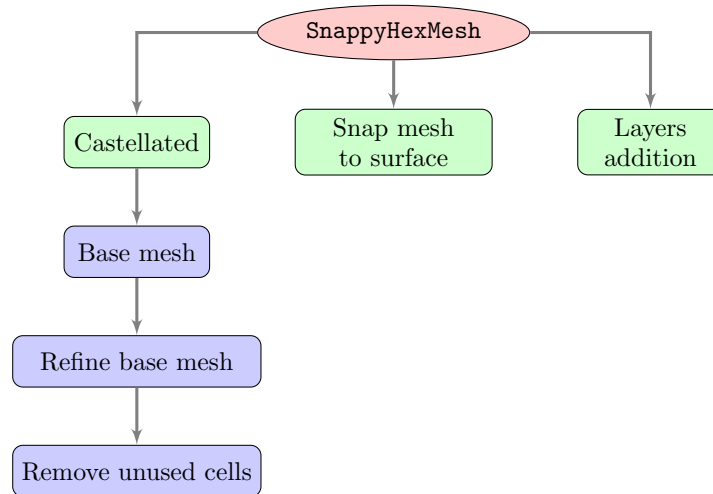 SnappyHexMesh
Castellated
Snap mesh
to surface
Layers
addition
Base mesh
Refine base mesh
Remove unused cells